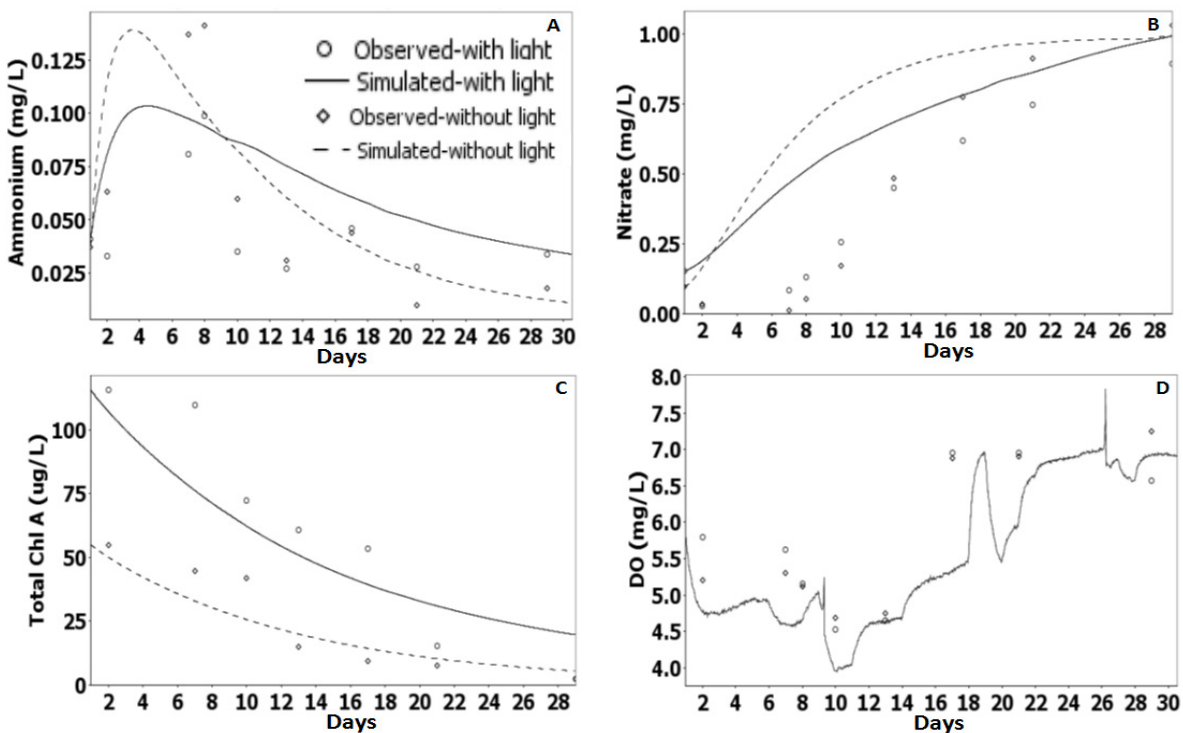 A
Ammonium (mg/L)
0.125
0.100
0.075
0.050
0.025
Observed-with light
Simulated-with light
Observed-without light
Simulated-without light
2 4 6 8 10 12 14 16 18 20 22 24 26 28 30
Days
B
Nitrate (mg/L)
1.00
0.75
0.50
0.25
0.00
2 4 6 8 10 12 14 16 18 20 22 24 26 28
Days
C
Total Chl A (ug/L)
100
75
50
25
0
2 4 6 8 10 12 14 16 18 20 22 24 26 28
Days
D
DO (mg/L)
8.0
7.5
7.0
6.5
6.0
5.5
5.0
4.5
4.0
2 4 6 8 10 12 14 16 18 20 22 24 26 28 30
Days